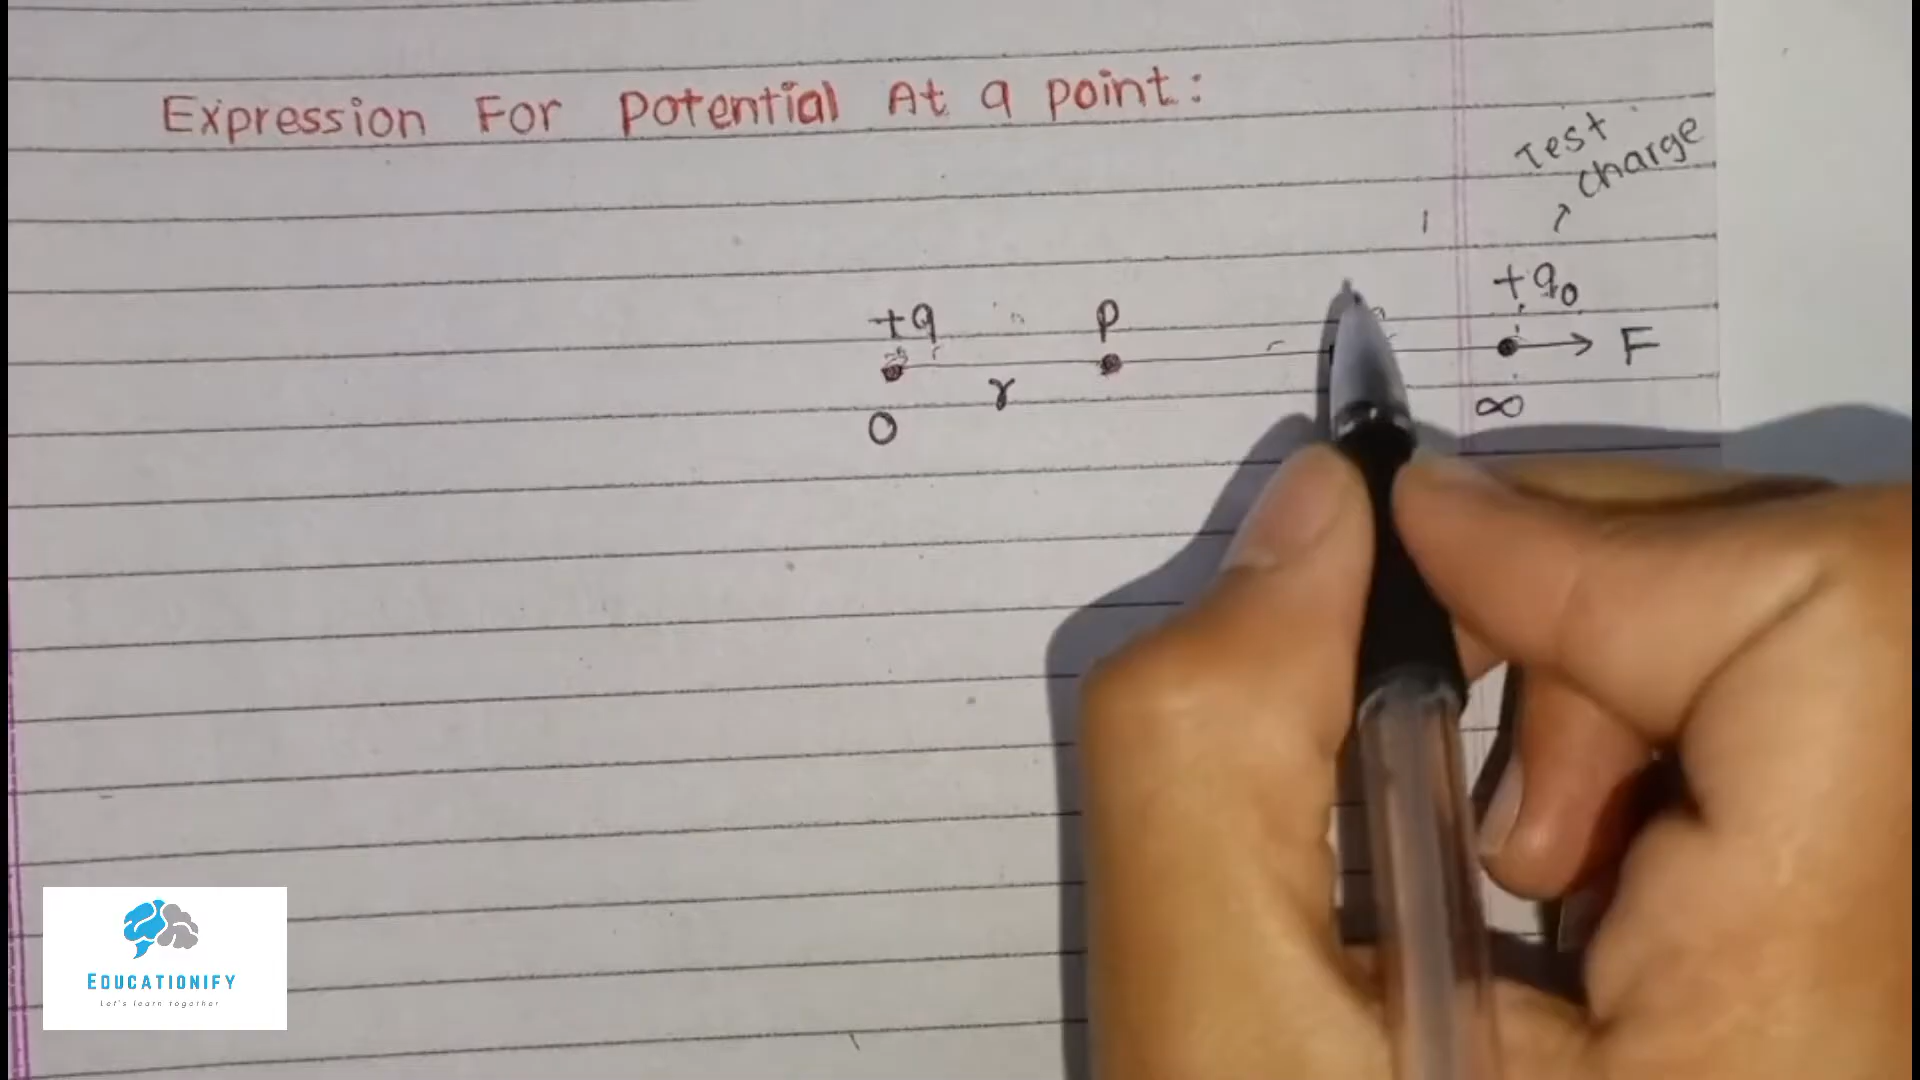 Expression For Potential At a point:
Test
charge
+q
P
+q₀
F
r
O
∞
EDUCATIONIFY
Let's learn together